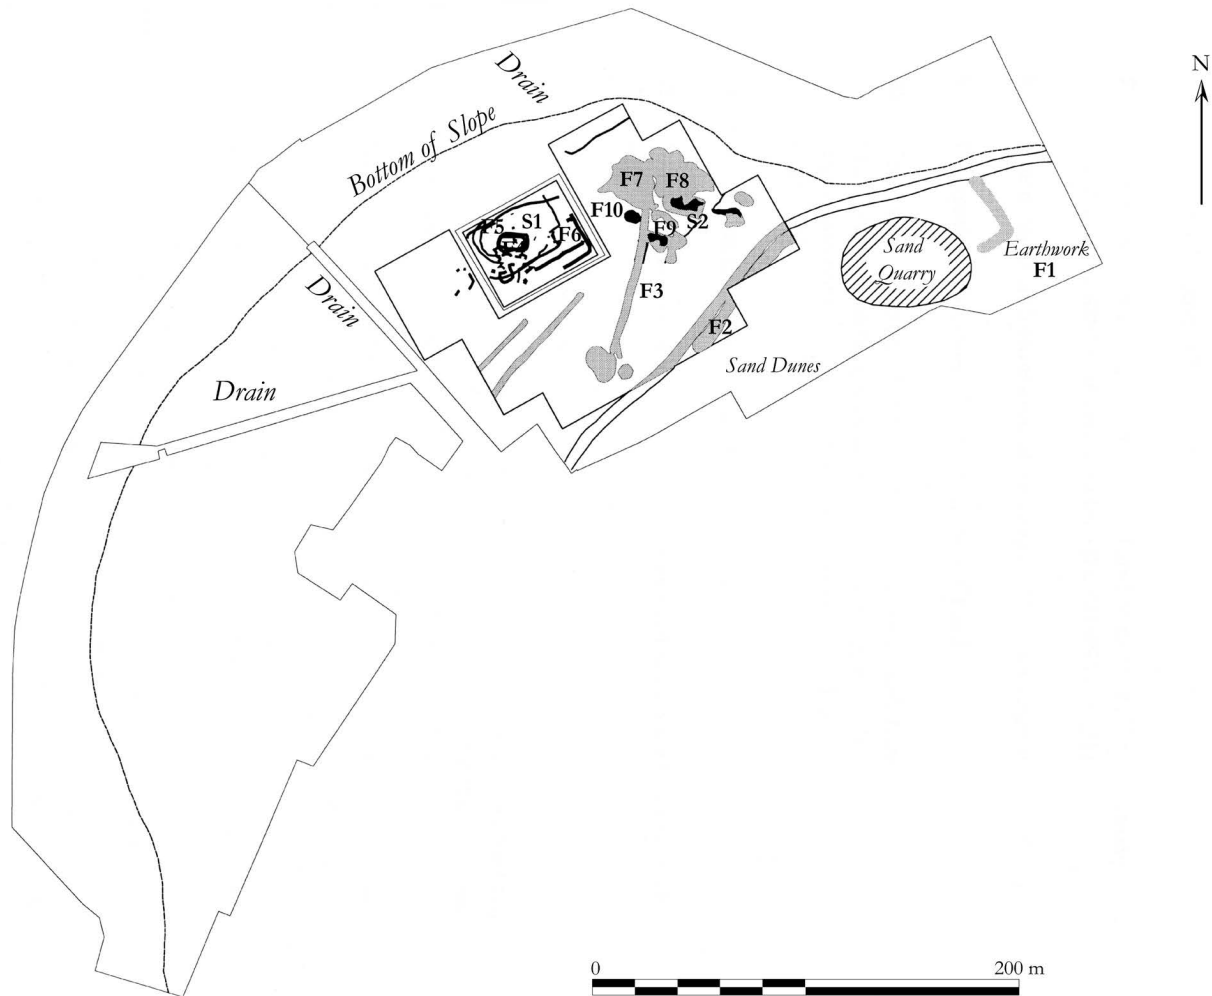 Drain
N
Bottom of Slope
F7
F8
F10
S2
F5
S1
F6
F9
Sand
Quarry
Earthwork
F1
F3
Drain
F2
Sand Dunes
Drain
0
200 m